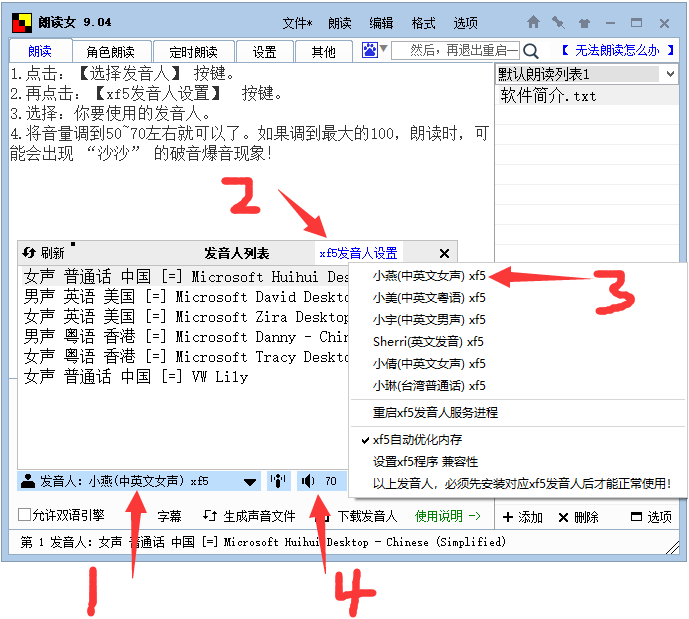 朗读女 9.04 文件* 朗读 编辑 格式 选项
朗读 角色朗读 定时朗读 设置 其他 然后，再退出重启一 【 无法朗读怎么办 】
1.点击：【选择发音人】 按键。
2.再点击：【xf5发音人设置】  按键。
3.选择：你要使用的发音人。
4.将音量调到50~70左右就可以了。如果调到最大的100，朗读时，可
能会出现 “沙沙” 的破音爆音现象！
默认朗读列表1
软件简介.txt
2
刷新 发音人列表 xf5发音人设置
女声 普通话 中国 [=] Microsoft Huihui Des
男声 英语 美国 [=] Microsoft David Deskto
女声 英语 美国 [=] Microsoft Zira Desktop
男声 粤语 香港 [=] Microsoft Danny - Chin
女声 粤语 香港 [=] Microsoft Tracy Deskto
女声 普通话 中国 [=] VW Lily
小燕(中英文女声) xf5
小美(中英文粤语) xf5
小宇(中英文男声) xf5
Sherri(英文发音) xf5
小倩(中英文女声) xf5
小琳(台湾普通话) xf5
重启xf5发音人服务进程
xf5自动优化内存
设置xf5程序 兼容性
以上发音人，必须先安装对应xf5发音人后才能正常使用！
3
发音人：小燕(中英文女声) xf5 70
允许双语引擎 字幕 生成声音文件 下载发音人 使用说明 —> 添加 删除 选项
第 1 发音人：女声 普通话 中国 [=] Microsoft Huihui Desktop - Chinese (Simplified)
1
4